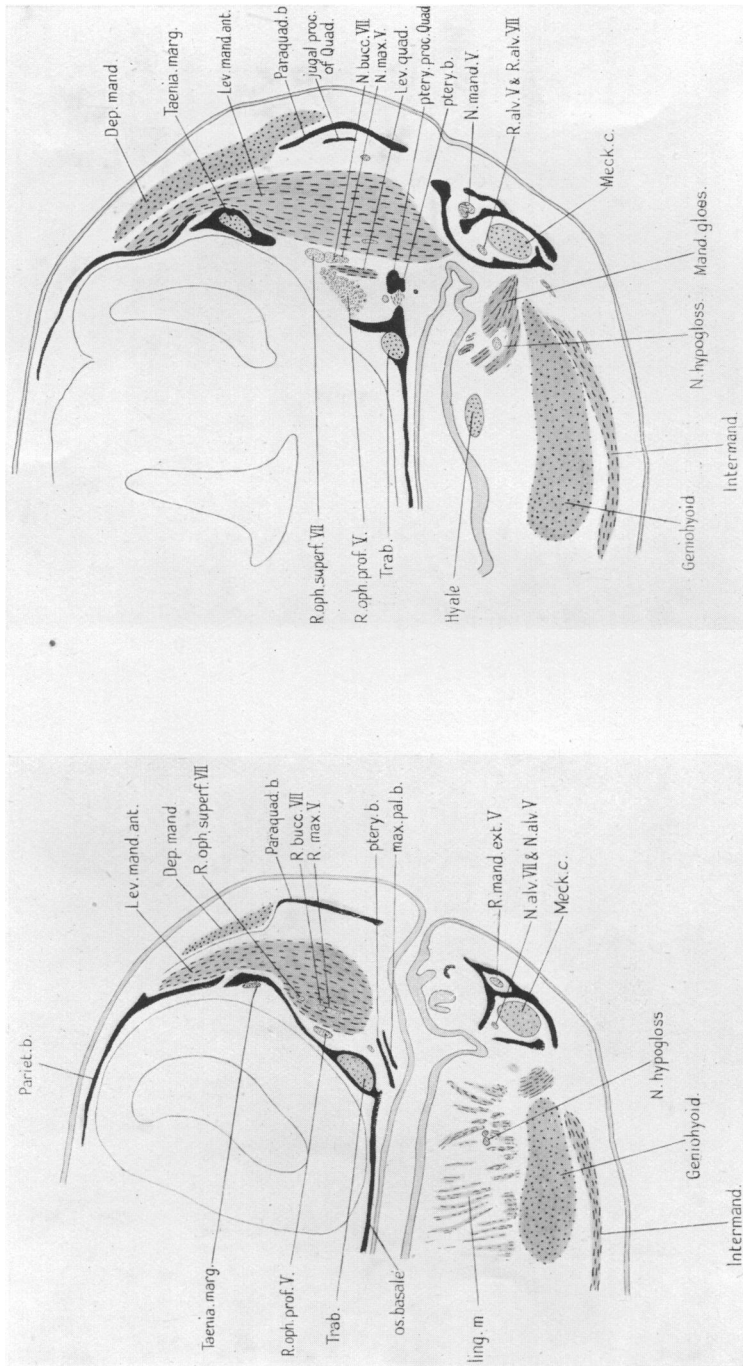 Dep. mand.
Taenia. marg.
Lev. mand ant.
Paraquad. b
jugal proc.
of Quad.
N. bucc. VII
N. max. V.
Lev. quad.
ptery. proc. Quad
ptery. b.
N. mand. V
R. alv. V & R. alv. VII
Meck. c.
Mand. gloss.
N. hypogloss.
Intermand.
Geniohyoid
Hyale
Trab.
R. oph. prof. V.
R. oph. superf. VII
Pariet. b.
Lev. mand. ant.
Dep. mand
R. oph. superf. VII
Paraquad. b
R. bucc. VII
R. max. V
ptery. b.
max. pal. b.
R. mand. ext. V
N. alv. VII & N. alv. V
Meck. c.
N. hypogloss
Geniohyoid.
Intermand.
ling. m
os. basale
Trab.
R. oph. prof. V.
Taenia. marg.